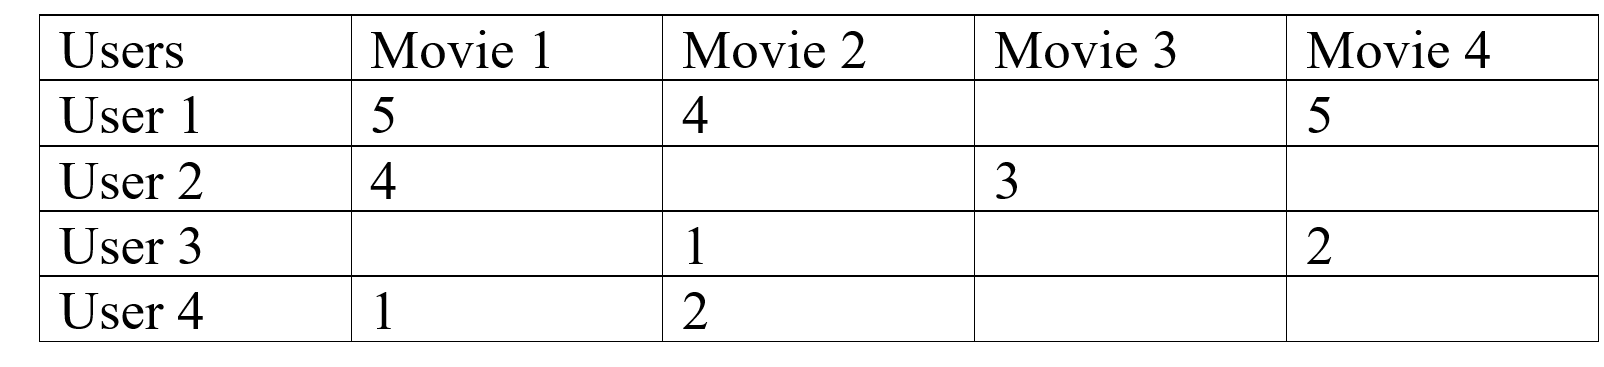 Users Movie 1 Movie 2 Movie 3 Movie 4
User 1 5 4 5
User 2 4 3
User 3 1 2
User 4 1 2